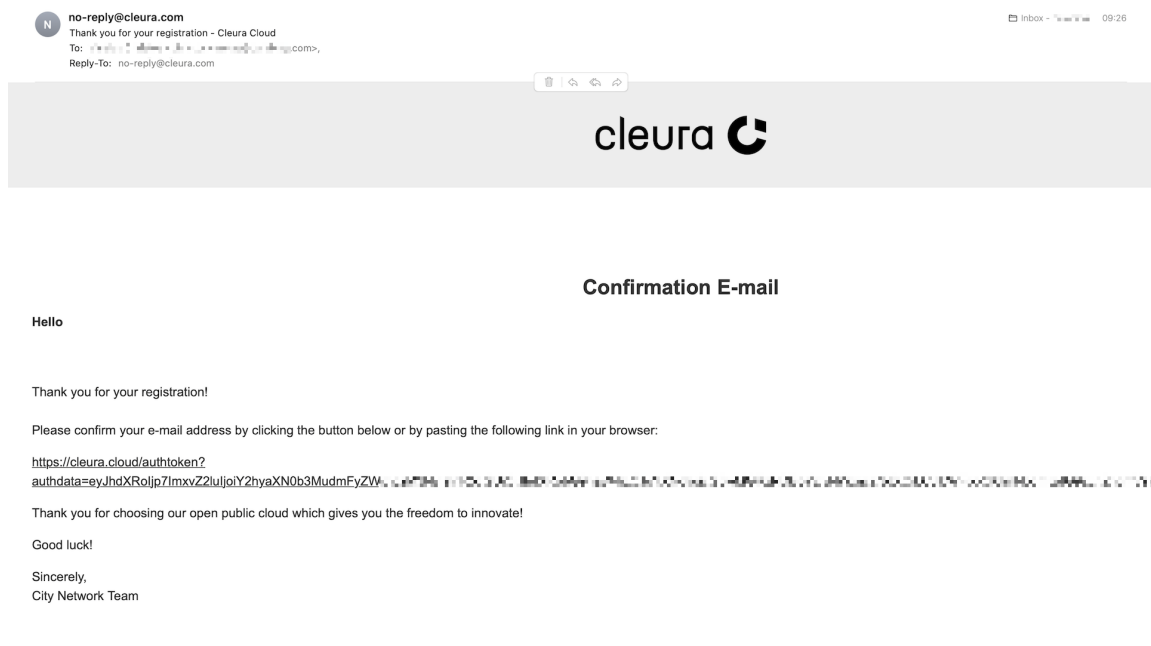 N
no-reply@cleura.com
Inbox - 09:26
Thank you for your registration - Cleura Cloud
To: .com>,
Reply-To: no-reply@cleura.com
cleura
Confirmation E-mail
Hello
Thank you for your registration!
Please confirm your e-mail address by clicking the button below or by pasting the following link in your browser:
https://cleura.cloud/authtoken?
authdata=eyJhdXRoIjp7ImxvZ2luIjoiY2hyaXN0b3MudmFyZW
Thank you for choosing our open public cloud which gives you the freedom to innovate!
Good luck!
Sincerely,
City Network Team